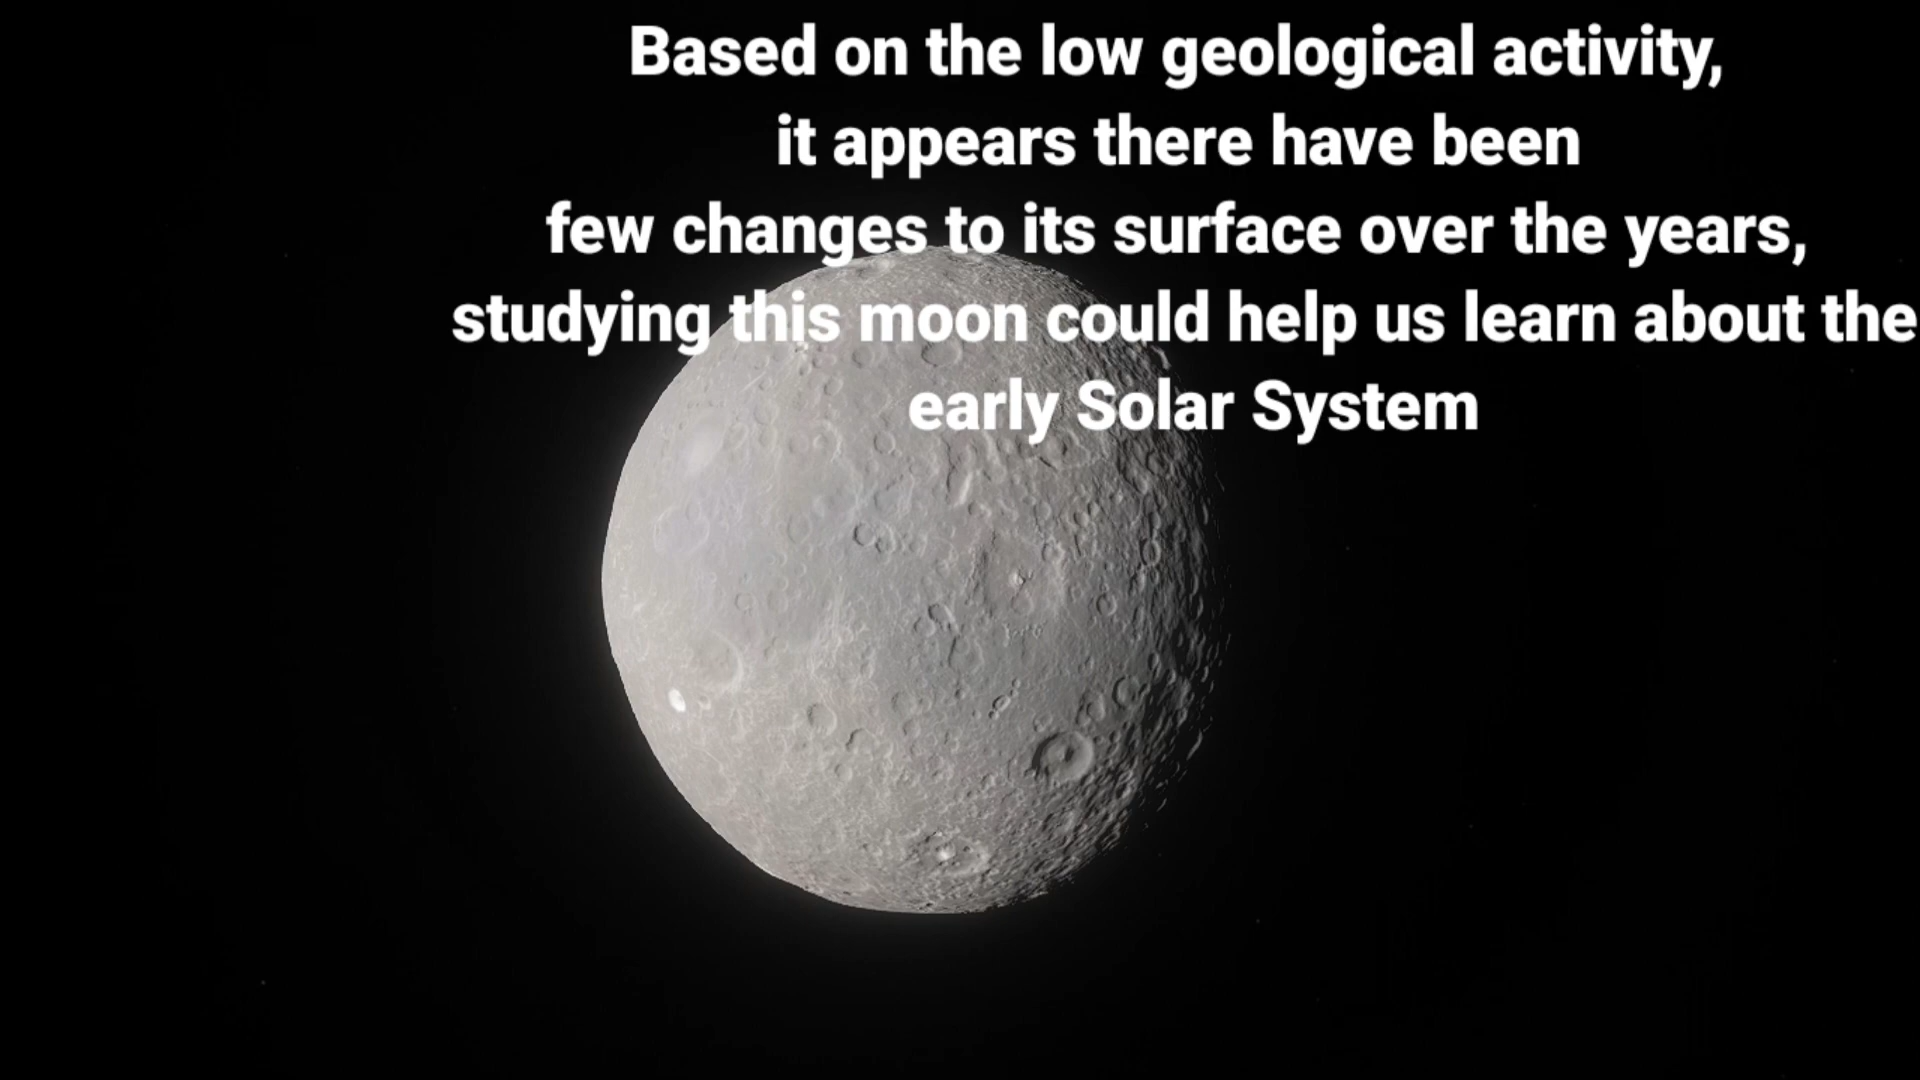 Based on the low geological activity,
it appears there have been
few changes to its surface over the years,
studying this moon could help us learn about the
early Solar System